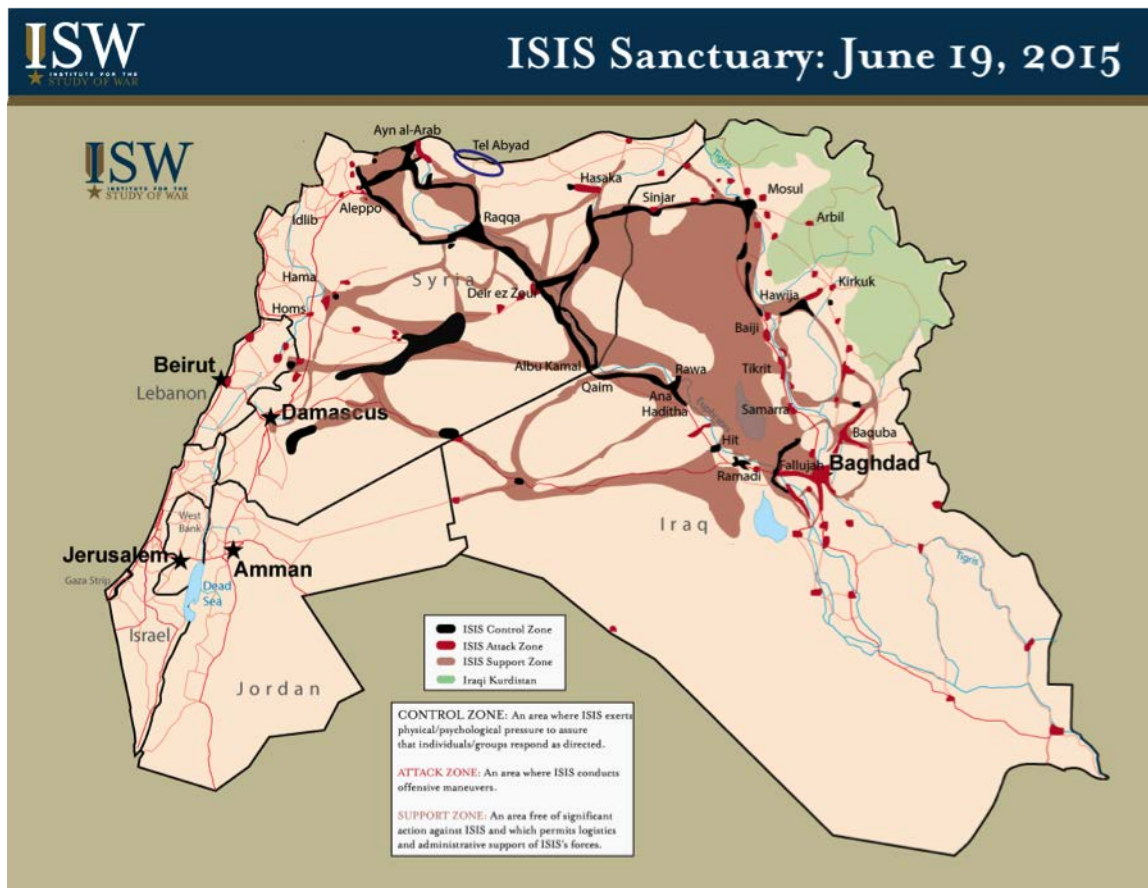 ISW
INSTITUTE FOR THE
STUDY OF WAR
ISIS Sanctuary: June 19, 2015
ISW
INSTITUTE FOR THE
STUDY OF WAR
Ayn al-Arab
Tel Abyad
Tigris
Hasaka
Sinjar
Mosul
Aleppo
Idlib
Raqqa
Arbil
Hama
Syria
Deir ez Zour
Kirkuk
Hawija
Homs
Baiji
Beirut
Lebanon
Albu Kamal
Rawa
Tikrit
Qaim
Ana
Haditha
Euphrates
Samarra
Damascus
Hit
Baquba
Ramadi
Fallujah
Baghdad
West
Bank
Iraq
Jerusalem
Amman
Gaza Strip
Dead
Sea
Tigris
Israel
Jordan
ISIS Control Zone
ISIS Attack Zone
ISIS Support Zone
Iraqi Kurdistan
CONTROL ZONE: An area where ISIS exerts
physical/psychological pressure to assure
that individuals/groups respond as directed.
ATTACK ZONE: An area where ISIS conducts
offensive maneuvers.
SUPPORT ZONE: An area free of significant
action against ISIS and which permits logistics
and administrative support of ISIS's forces.